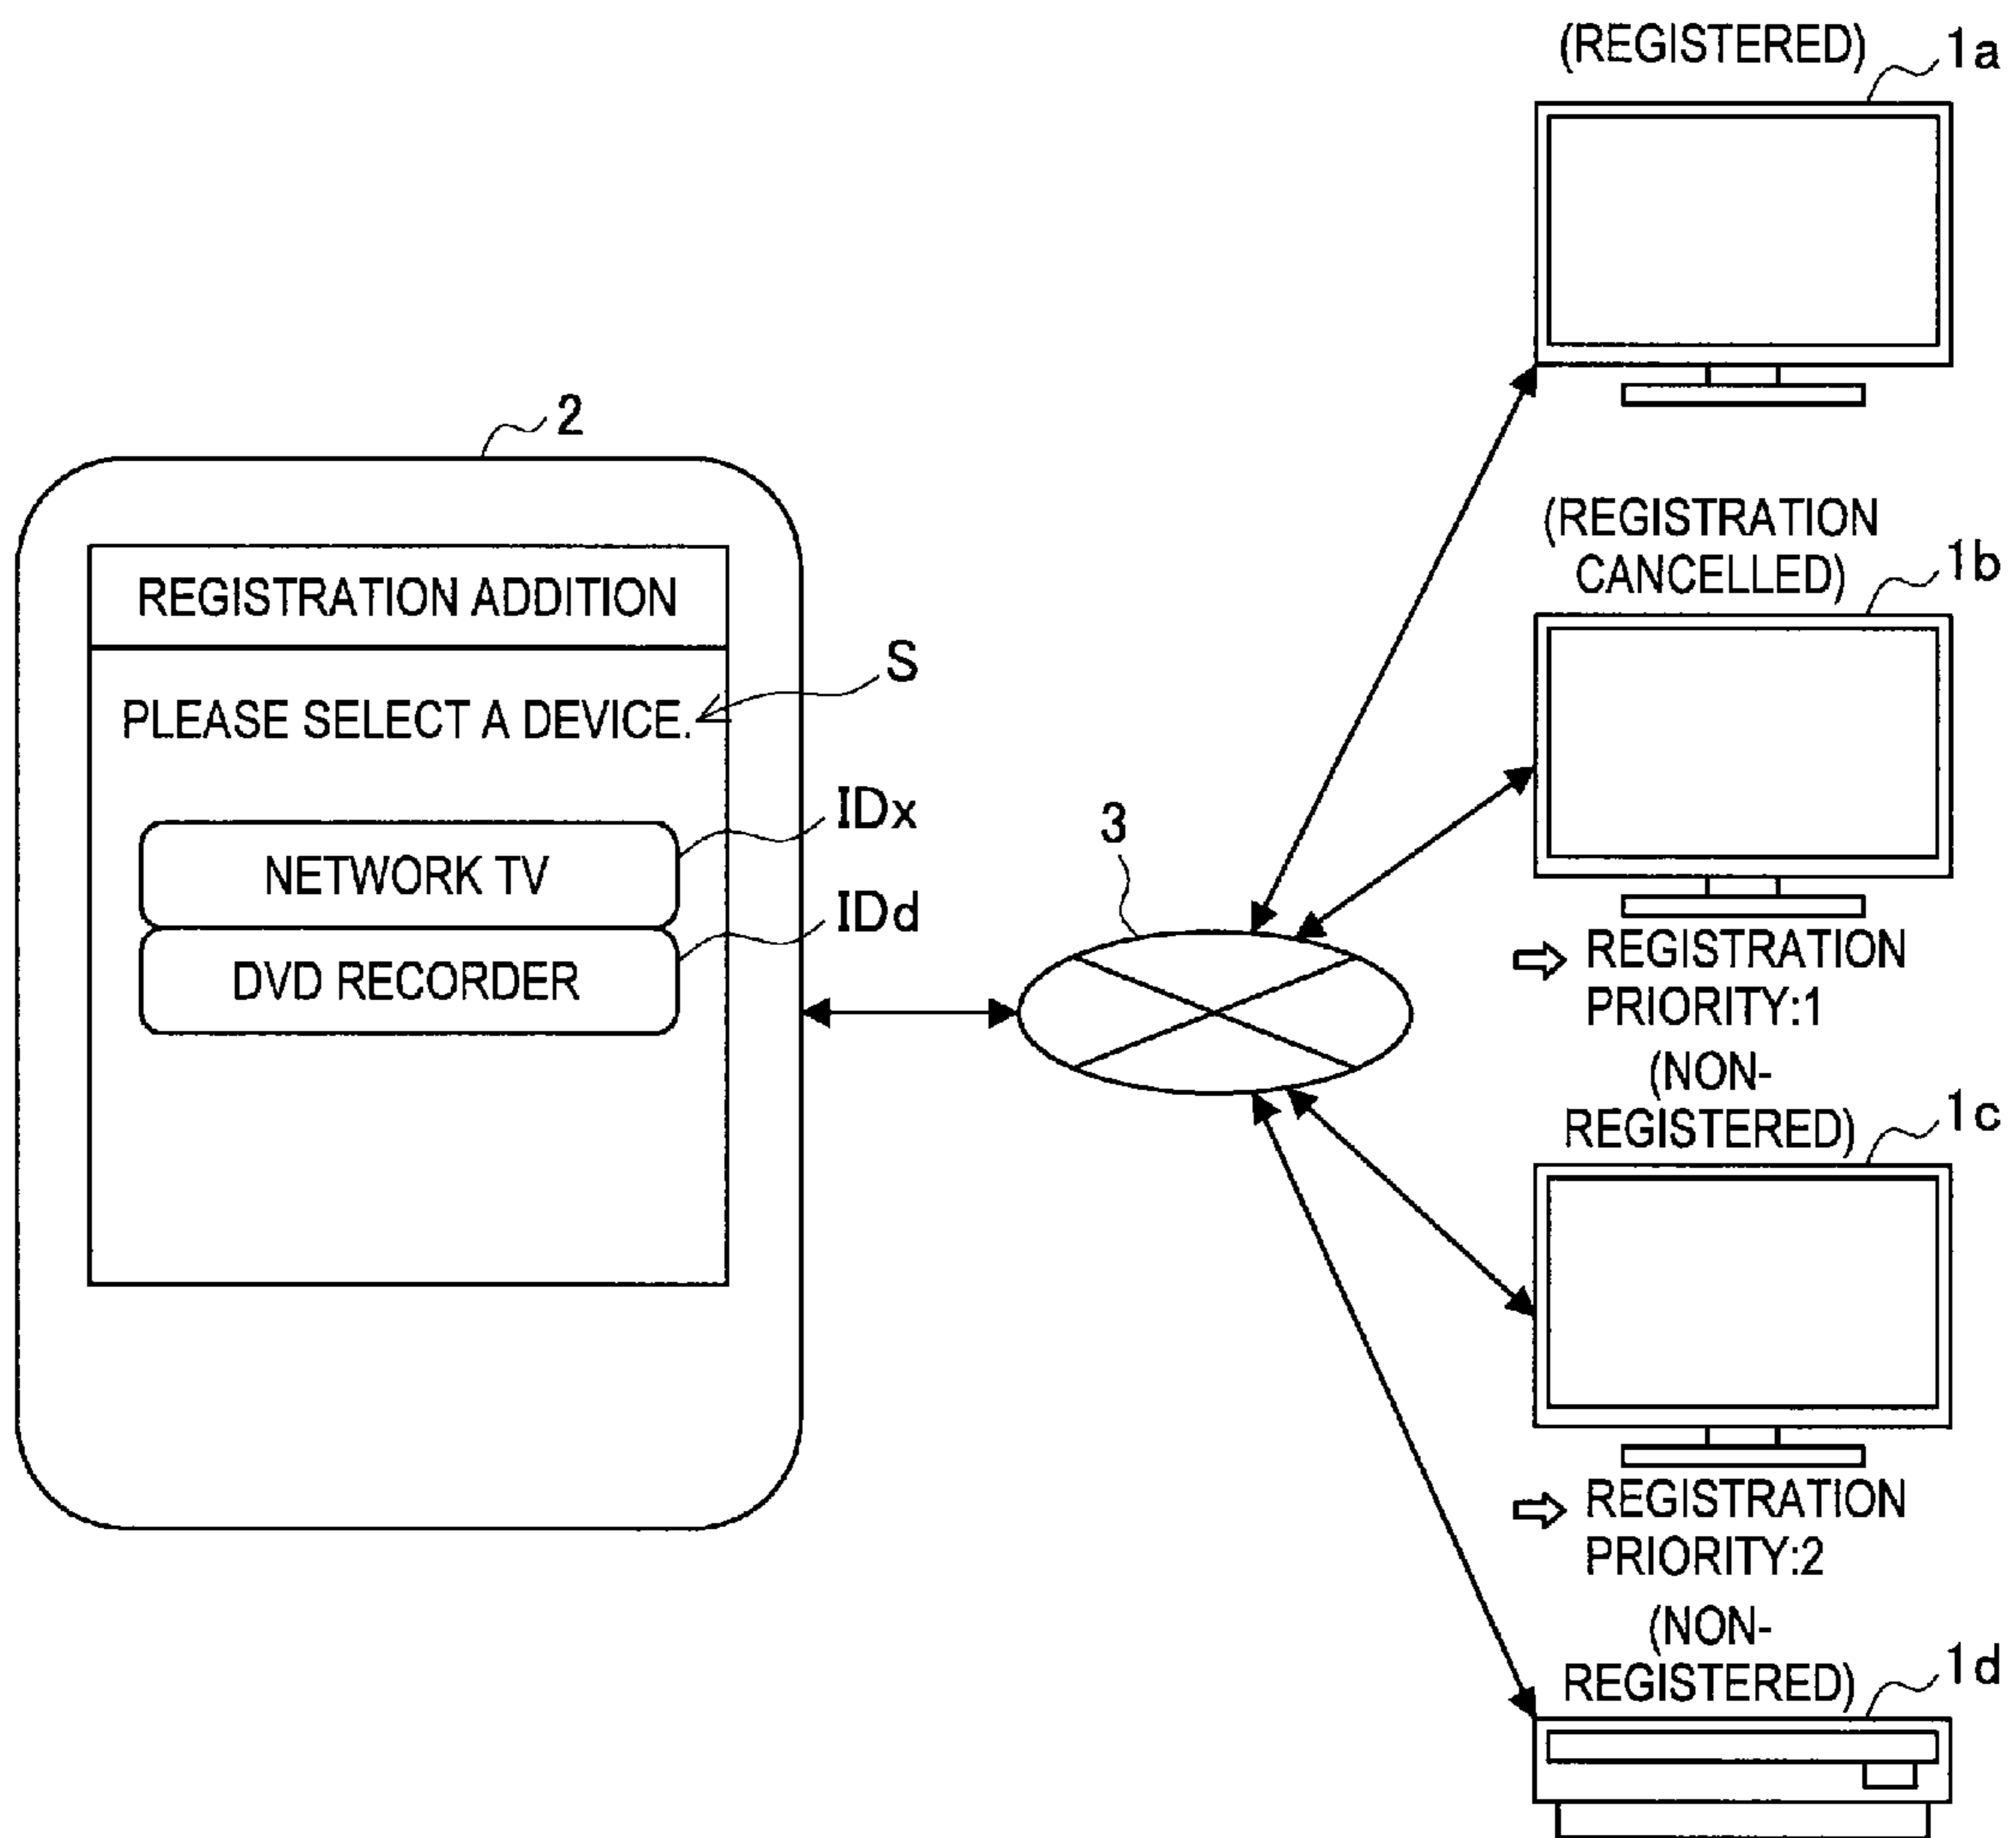 2
REGISTRATION ADDITION
PLEASE SELECT A DEVICE.
S
NETWORK TV
IDx
DVD RECORDER
IDd
3
(REGISTERED)
1a
(REGISTRATION
CANCELLED)
1b
REGISTRATION
PRIORITY:1
(NON-
REGISTERED)
1c
REGISTRATION
PRIORITY:2
(NON-
REGISTERED)
1d